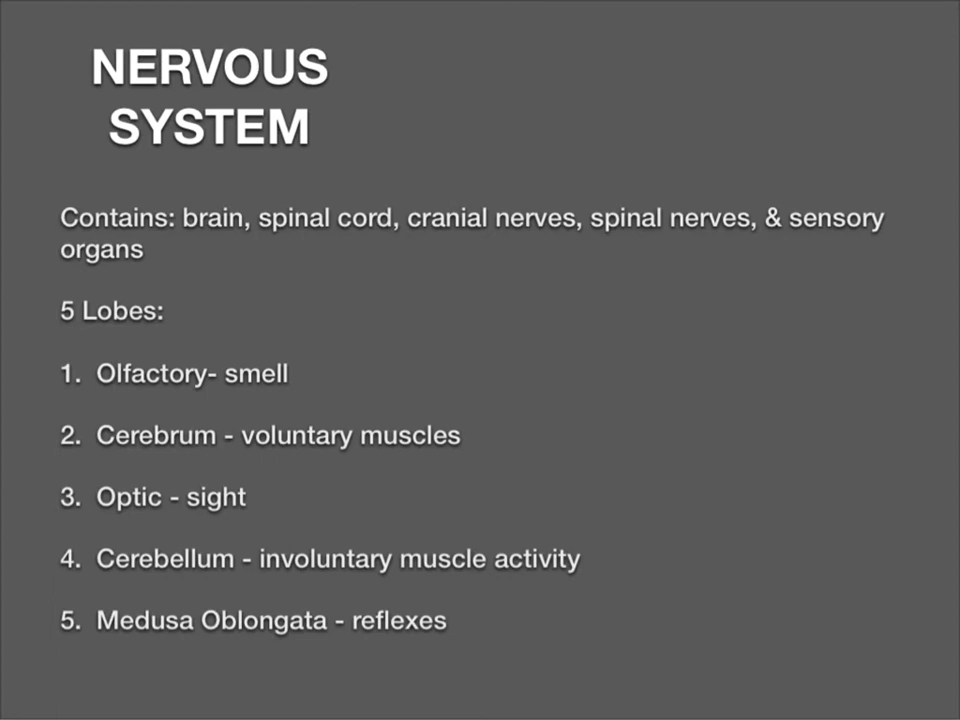 NERVOUS
SYSTEM
Contains: brain, spinal cord, cranial nerves, spinal nerves, & sensory
organs
5 Lobes:
1. Olfactory- smell
2. Cerebrum - voluntary muscles
3. Optic - sight
4. Cerebellum - involuntary muscle activity
5. Medusa Oblongata - reflexes